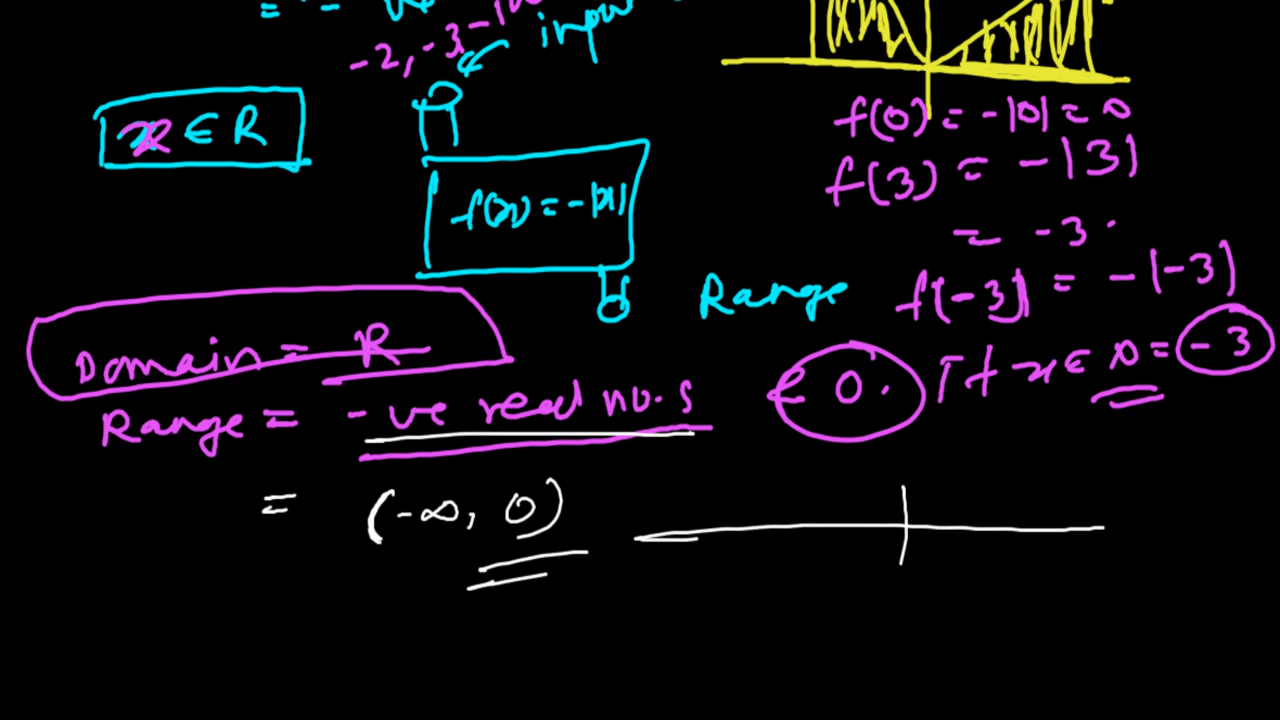 -2, -3, -10
input
x ∈ R
f(x) = -|x|
f(0) = -|0| = 0
f(3) = -|3|
= -3
Range
f(-3) = -|-3|
= -3
Domain = R
Range = -ve real no.s
& 0.
= (-∞, 0)